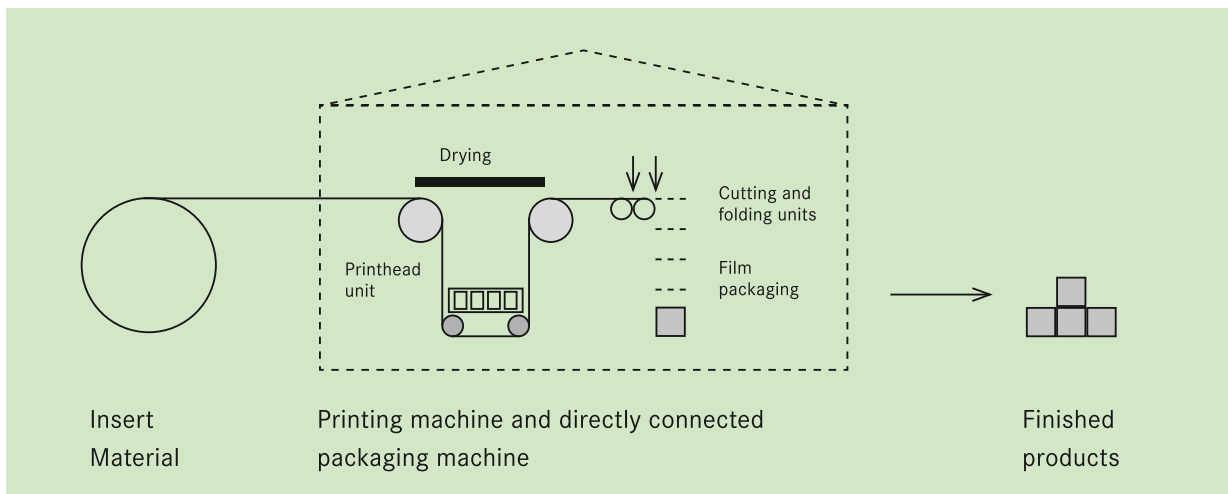 Drying
Cutting and
folding units
Printhead
unit
Film
packaging
Insert
Material
Printing machine and directly connected
packaging machine
Finished
products